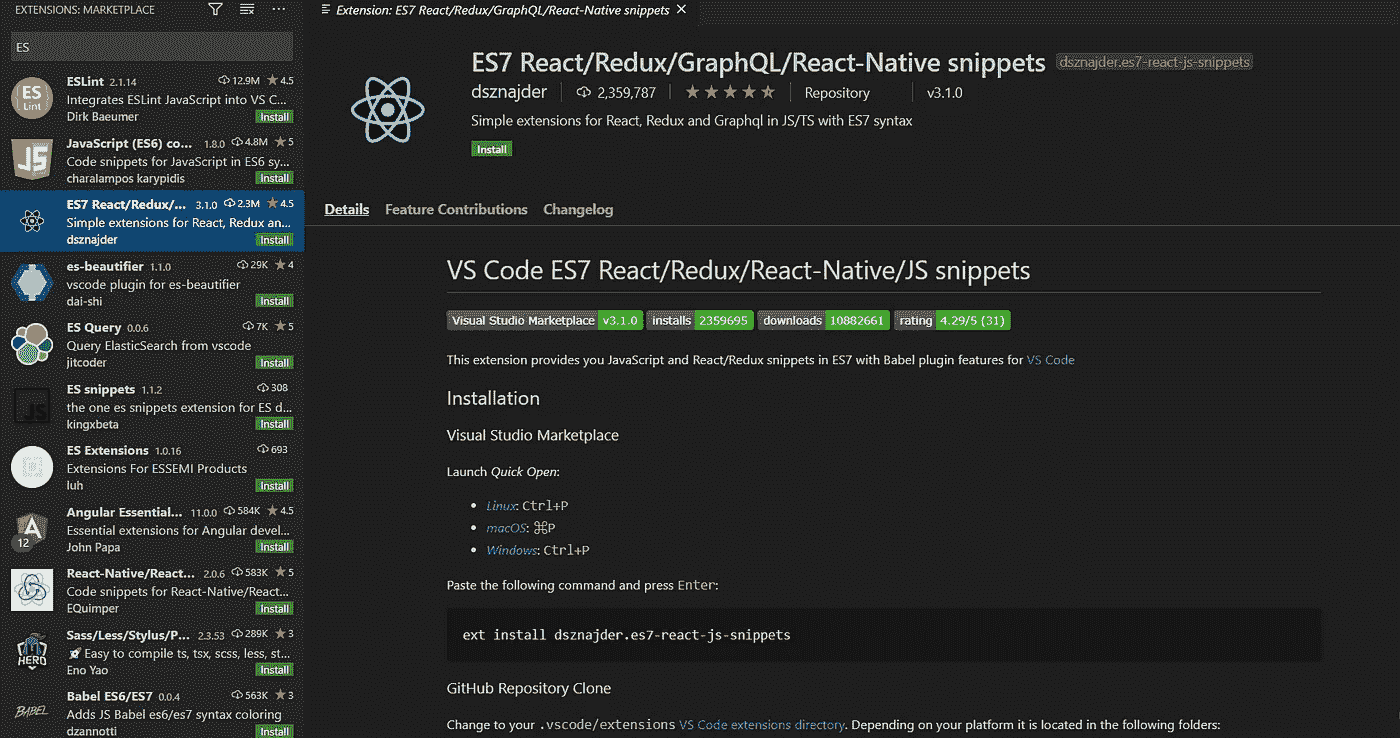 EXTENSIONS: MARKETPLACE
ES
ESLint 2.1.14 12.9M 4.5
Integrates ESLint JavaScript into VS C...
Dirk Baeumer Install
JavaScript (ES6) co... 1.8.0 4.8M 5
Code snippets for JavaScript in ES6 sy...
charalampos karypidis Install
ES7 React/Redux/... 3.1.0 2.3M 4.5
Simple extensions for React, Redux an...
dsznajder Install
es-beautifier 1.1.0 29K 4
vscode plugin for es-beautifier
dai-shi Install
ES Query 0.0.6 7K 5
Query ElasticSearch from vscode
jitcoder Install
ES snippets 1.1.2 308
the one es snippets extension for ES d...
kingxbeta Install
ES Extensions 1.0.16 693
Extensions For ESSEMI Products
luh Install
Angular Essential... 11.0.0 584K 4.5
Essential extensions for Angular devel...
John Papa Install
React-Native/React... 2.0.6 583K 5
Code snippets for React-Native/React...
EQuimper Install
Sass/Less/Stylus/P... 2.3.53 289K 3
Easy to compile ts, tsx, scss, less, st...
Eno Yao Install
Babel ES6/ES7 0.0.4 563K 3
Adds JS Babel es6/es7 syntax coloring
dzannotti Install
ES
Lint
JS
JS
A
12
HERO
BABEL
Extension: ES7 React/Redux/GraphQL/React-Native snippets
ES7 React/Redux/GraphQL/React-Native snippets dsznajder.es7-react-js-snippets
dsznajder 2,359,787 Repository v3.1.0
Simple extensions for React, Redux and Graphql in JS/TS with ES7 syntax
Install
Details Feature Contributions Changelog
VS Code ES7 React/Redux/React-Native/JS snippets
Visual Studio Marketplace v3.1.0 installs 2359695 downloads 10882661 rating 4.29/5 (31)
This extension provides you JavaScript and React/Redux snippets in ES7 with Babel plugin features for VS Code
Installation
Visual Studio Marketplace
Launch Quick Open:
• Linux: Ctrl+P
• macOS: ⌘P
• Windows: Ctrl+P
Paste the following command and press Enter:
ext install dsznajder.es7-react-js-snippets
GitHub Repository Clone
Change to your .vscode/extensions VS Code extensions directory. Depending on your platform it is located in the following folders: